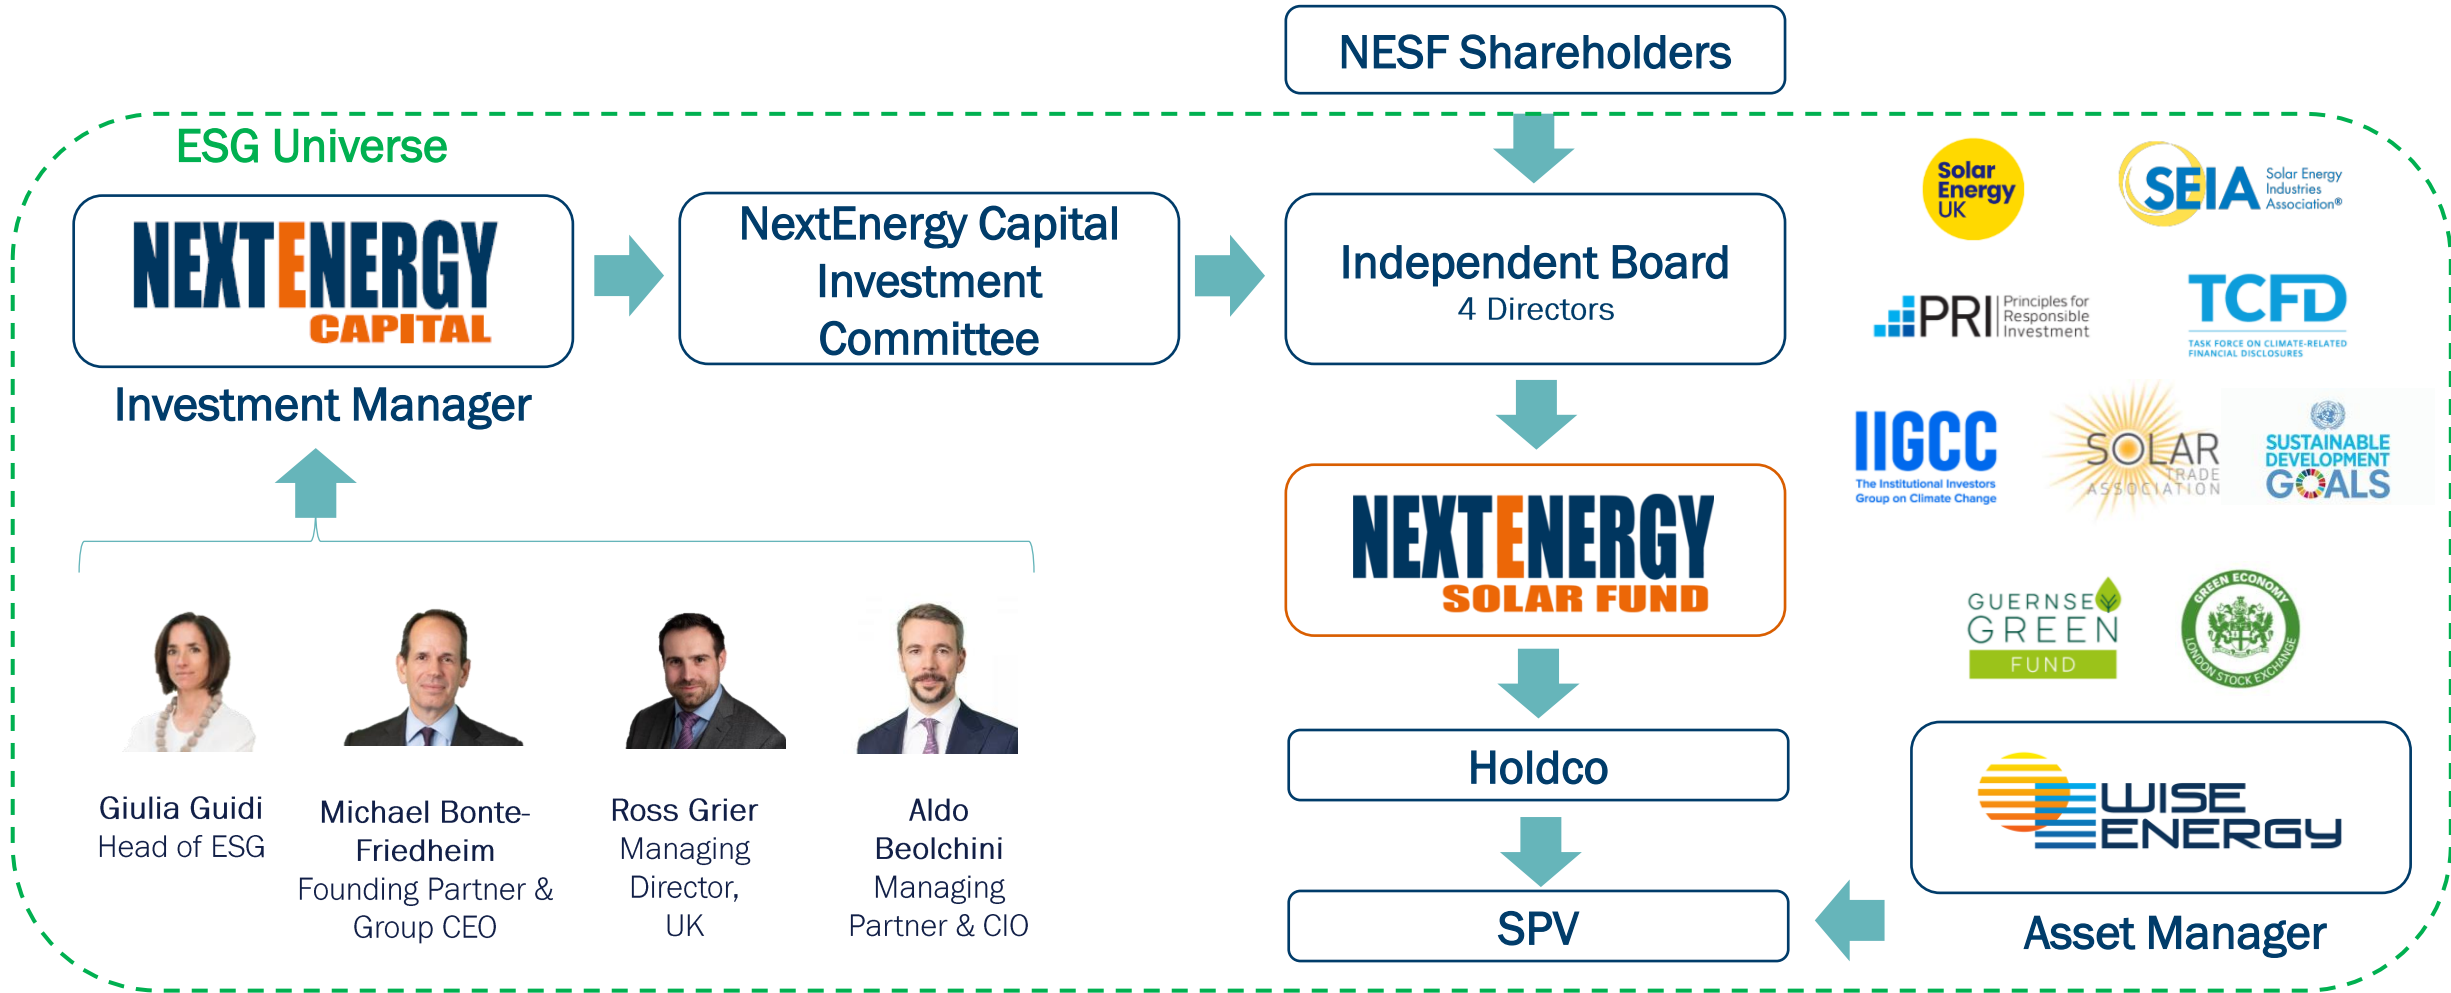 NESF Shareholders
ESG Universe
NEXTENERGY
CAPITAL
Investment Manager
NextEnergy Capital
Investment
Committee
Independent Board
4 Directors
Solar
Energy
UK
SEIA
Solar Energy
Industries
Association®
PRI
Principles for
Responsible
Investment
TCFD
TASK FORCE ON CLIMATE-RELATED
FINANCIAL DISCLOSURES
IIGCC
The Institutional Investors
Group on Climate Change
SOLAR
TRADE
ASSOCIATION
SUSTAINABLE
DEVELOPMENT
GOALS
NEXTENERGY
SOLAR FUND
GUERNSEY
GREEN
FUND
GREEN ECONOMY
LONDON STOCK EXCHANGE
Giulia Guidi
Head of ESG
Michael Bonte-
Friedheim
Founding Partner &
Group CEO
Ross Grier
Managing
Director,
UK
Aldo
Beolchini
Managing
Partner & CIO
Holdco
SPV
WISE
ENERGY
Asset Manager